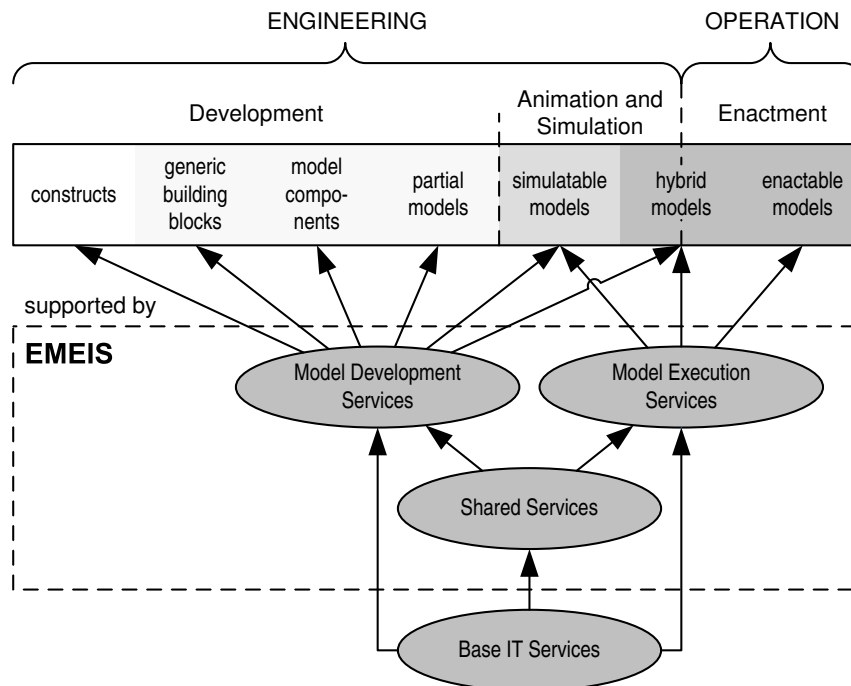 ENGINEERING
OPERATION
Development
Animation and
Simulation
Enactment
constructs
generic
building
blocks
model
compo-
nents
partial
models
simulatable
models
hybrid
models
enactable
models
supported by
EMEIS
Model Development
Services
Model Execution
Services
Shared Services
Base IT Services